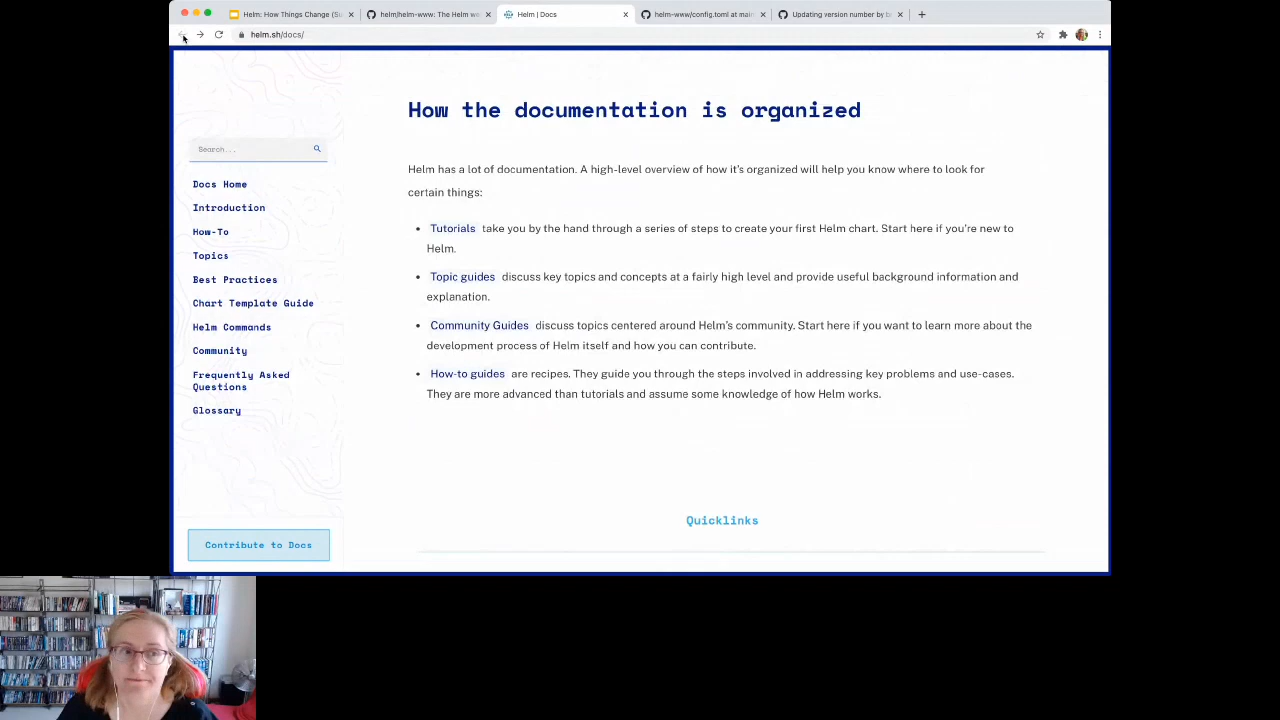 Helm: How Things Change (Su
helm/helm-www: The Helm we
Helm | Docs
helm-www/config.toml at main
Updating version number by b
helm.sh/docs/
How the documentation is organized
Search...
Helm has a lot of documentation. A high-level overview of how it's organized will help you know where to look for
certain things:
Docs Home
Introduction
How-To
Topics
Best Practices
Chart Template Guide
Helm Commands
Community
Frequently Asked
Questions
Glossary
Tutorials take you by the hand through a series of steps to create your first Helm chart. Start here if you're new to
Helm.
Topic guides discuss key topics and concepts at a fairly high level and provide useful background information and
explanation.
Community Guides discuss topics centered around Helm's community. Start here if you want to learn more about the
development process of Helm itself and how you can contribute.
How-to guides are recipes. They guide you through the steps involved in addressing key problems and use-cases.
They are more advanced than tutorials and assume some knowledge of how Helm works.
Quicklinks
Contribute to Docs